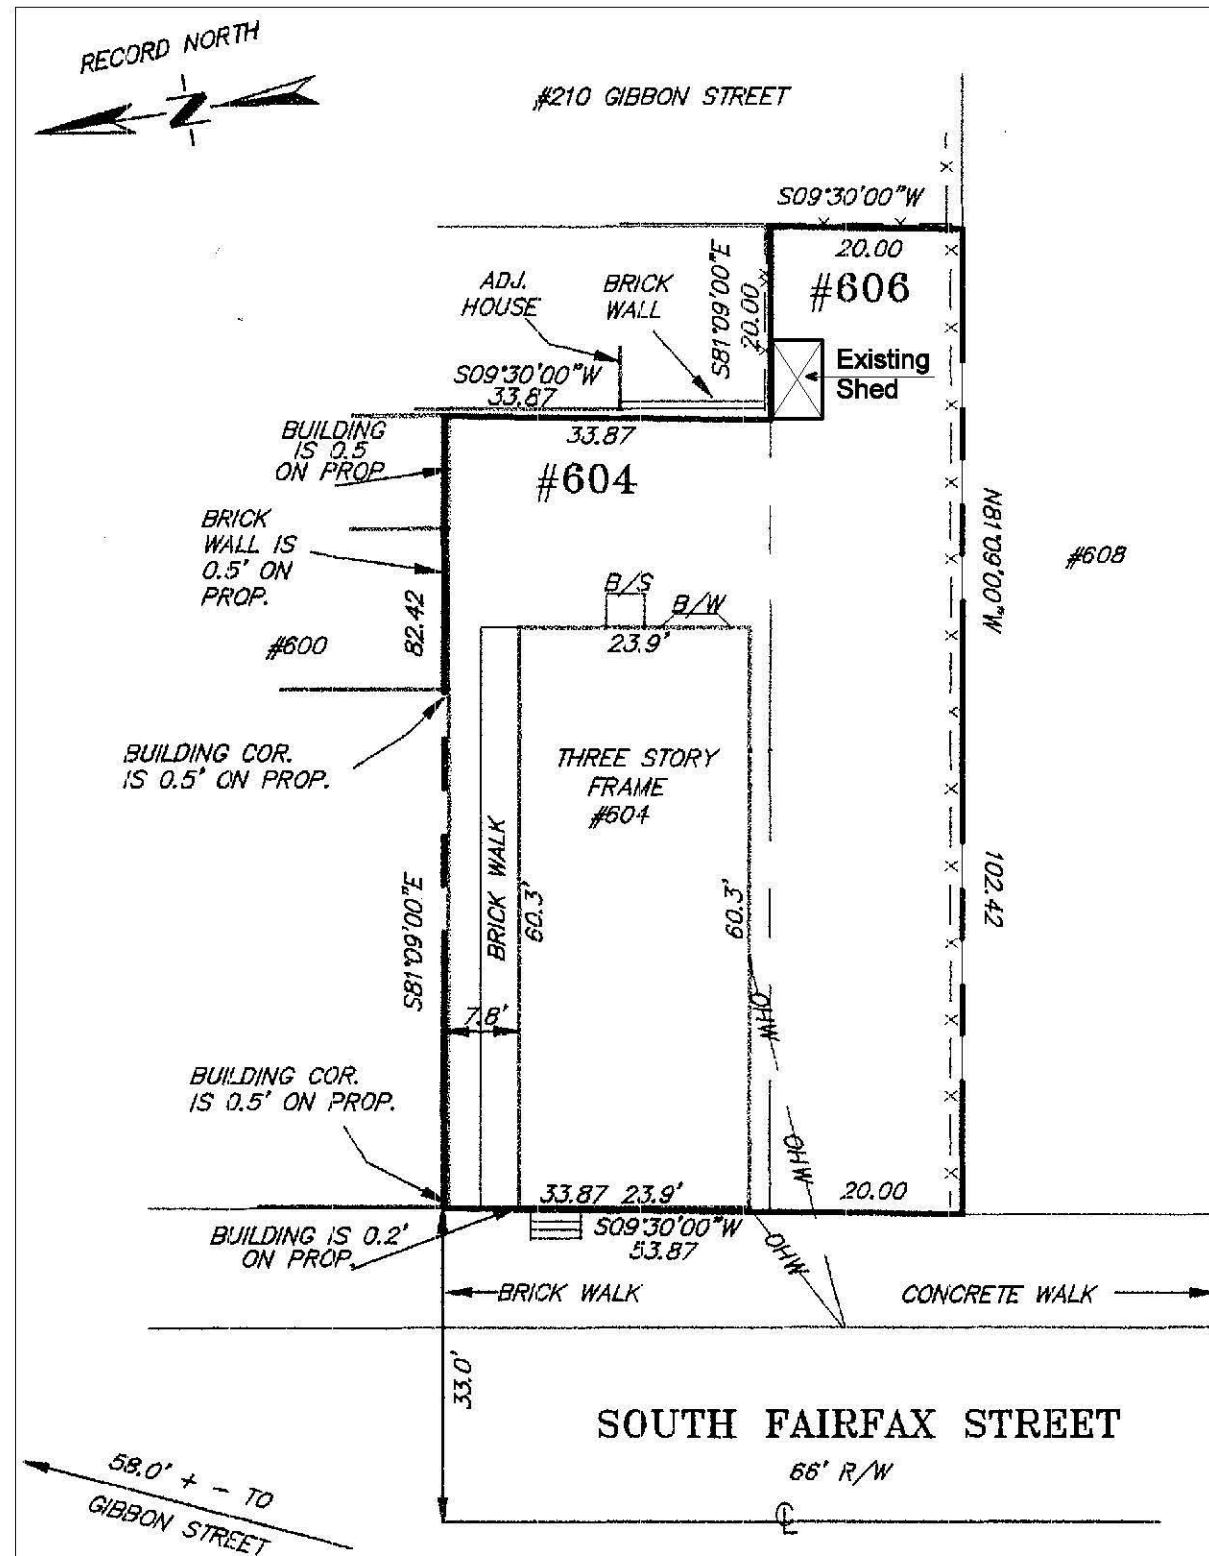 RECORD NORTH
N
#210 GIBBON STREET
S09°30'00"W
20.00
#606
S81°09'00"E
20.00
ADJ.
HOUSE
BRICK
WALL
Existing
Shed
S09°30'00"W
33.87
33.87
#604
BUILDING
IS 0.5
ON PROP
BRICK
WALL IS
0.5' ON
PROP.
82.42
#600
B/S
B/W
23.9'
N81°09'00"W
#608
BUILDING COR.
IS 0.5' ON PROP.
THREE STORY
FRAME
#604
BRICK WALK
60.3'
60.3'
102.42
S81°09'00"E
7.8'
OHW
BUILDING COR.
IS 0.5' ON PROP.
OHW
33.87 23.9'
20.00
BUILDING IS 0.2'
ON PROP.
S09°30'00"W
53.87
OHW
BRICK WALK
CONCRETE WALK
33.0'
SOUTH FAIRFAX STREET
66' R/W
CL
58.0' + - TO
GIBBON STREET